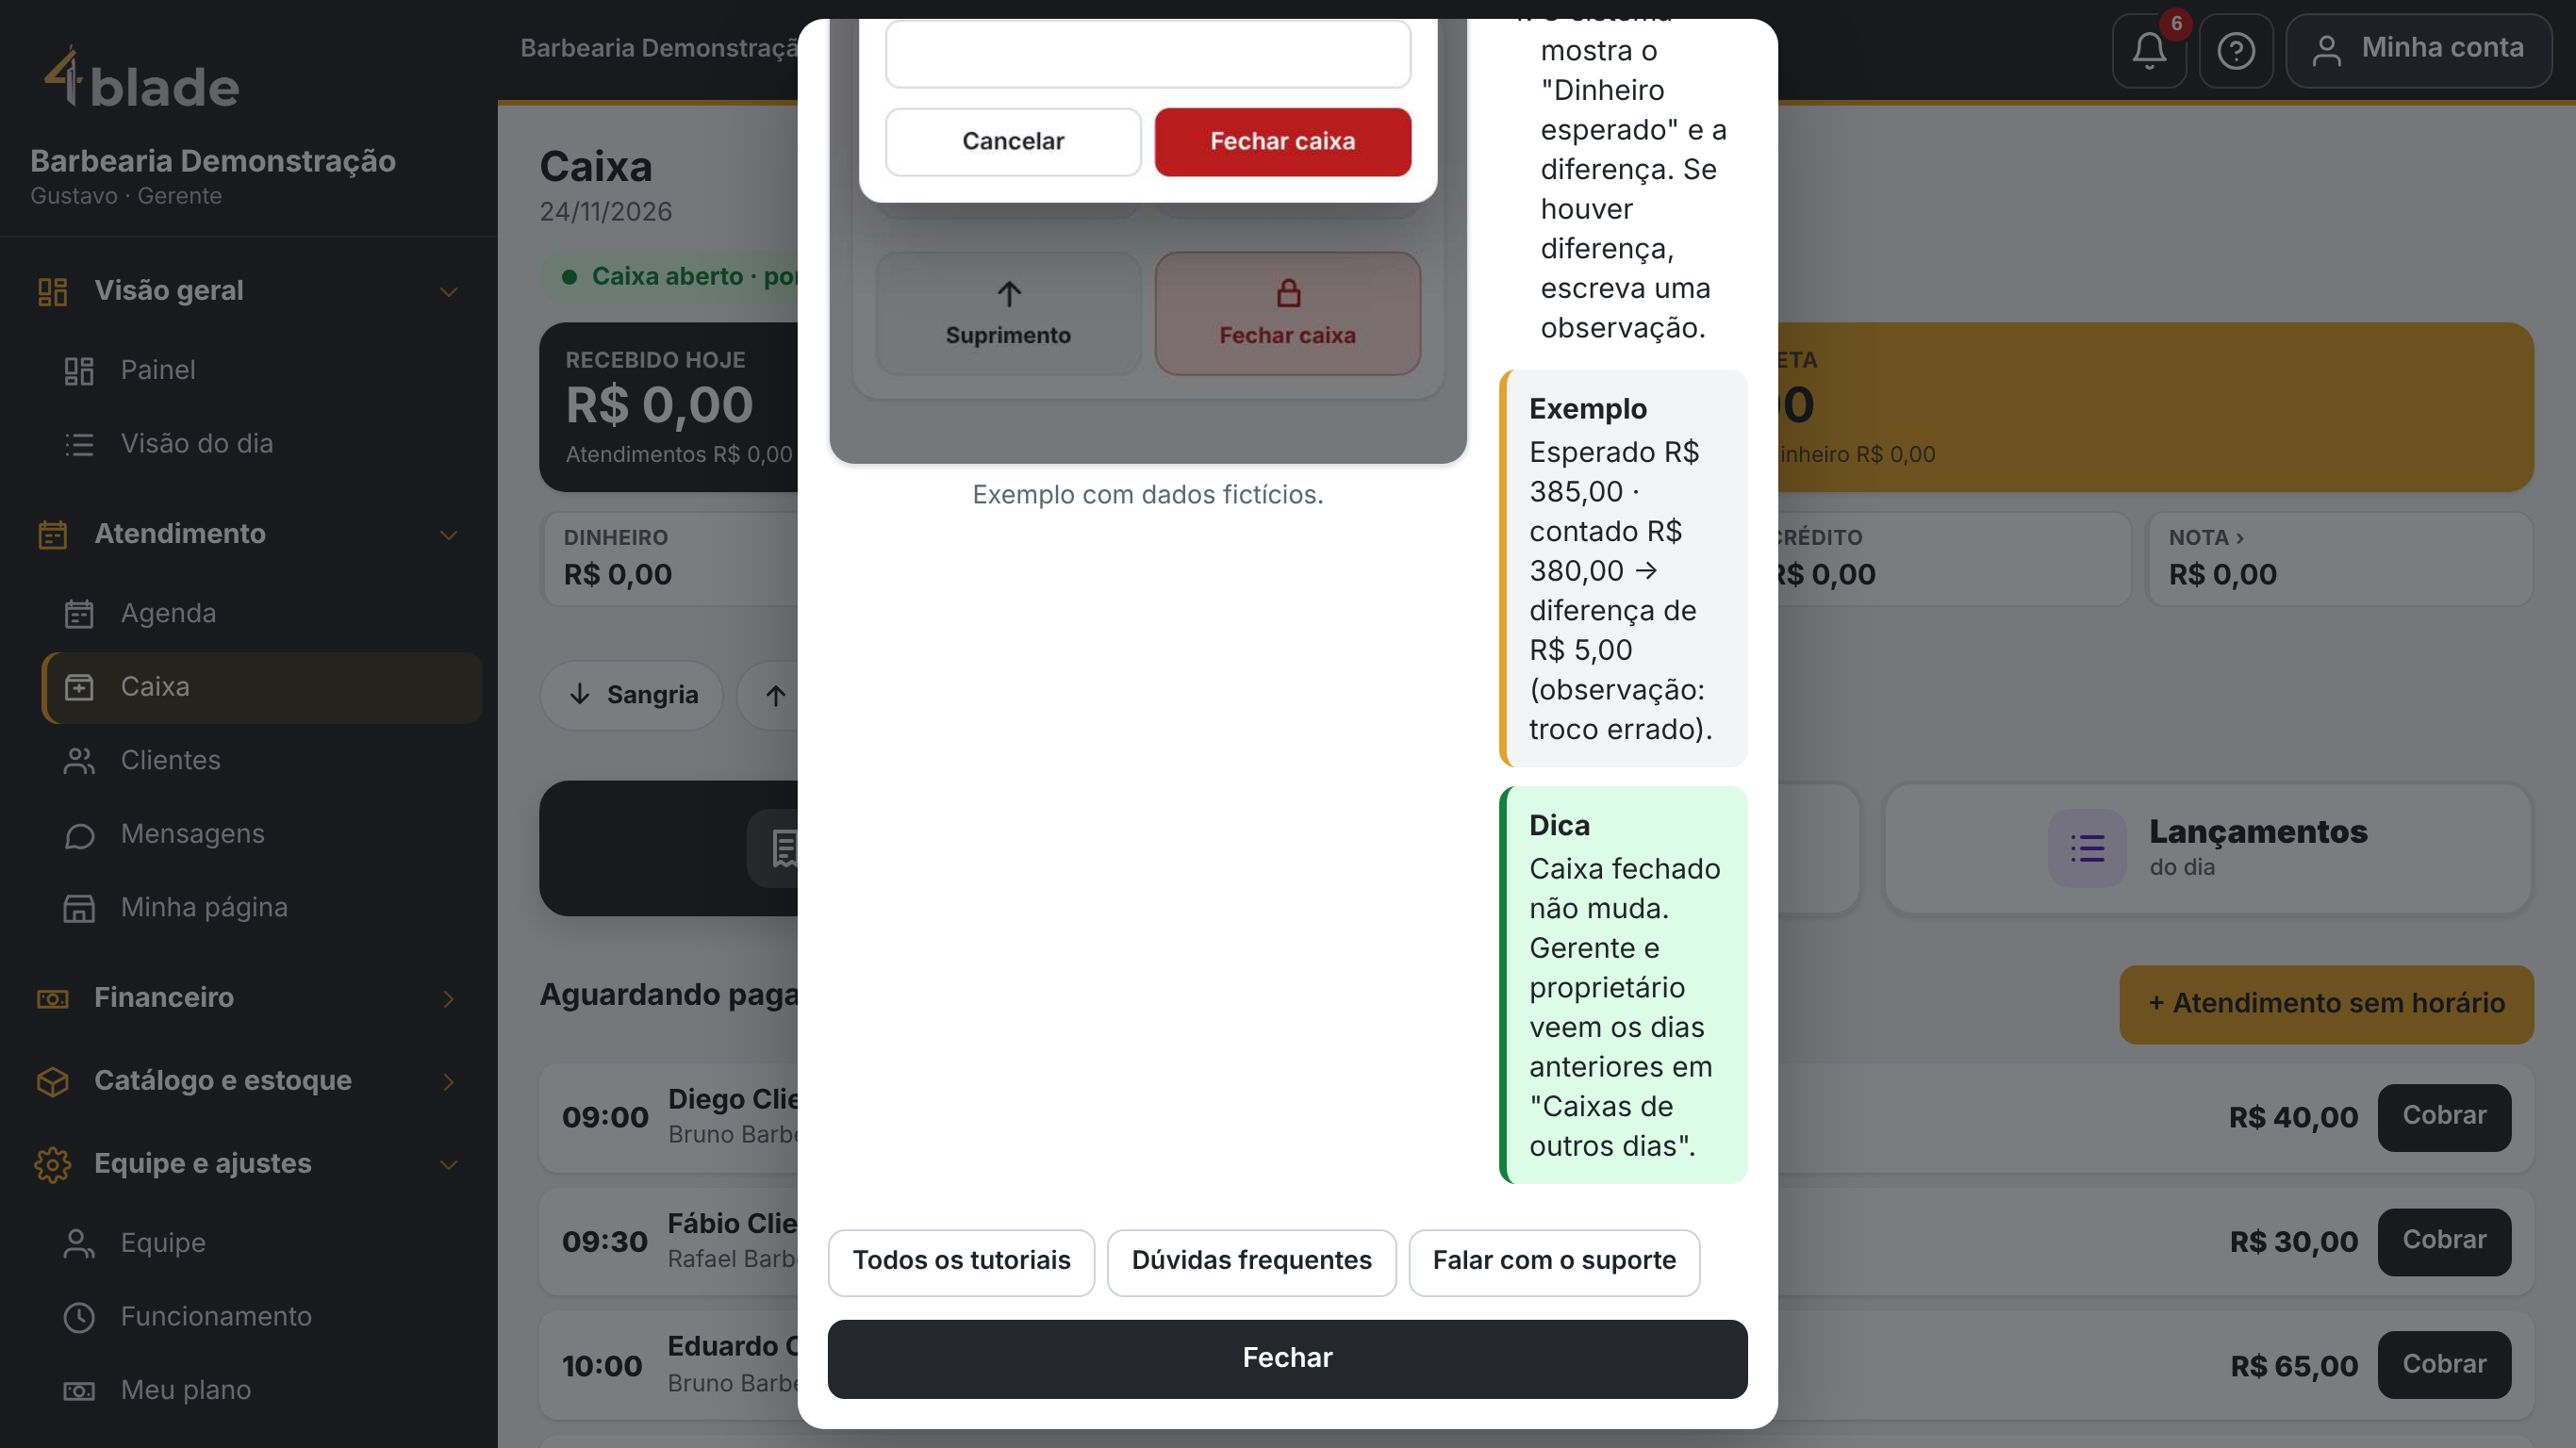 4blade
Barbearia Demonstração
Gustavo · Gerente
Visão geral
Painel
Visão do dia
Atendimento
Agenda
Caixa
Clientes
Mensagens
Minha página
Financeiro
Catálogo e estoque
Equipe e ajustes
Equipe
Funcionamento
Meu plano
Barbearia Demonstraçã
6
Minha conta
Caixa
24/11/2026
Caixa aberto · por
RECEBIDO HOJE
R$ 0,00
Atendimentos R$ 0,00
DINHEIRO
R$ 0,00
CRÉDITO
R$ 0,00
NOTA ›
R$ 0,00
Sangria
Lançamentos
do dia
Aguardando paga
+ Atendimento sem horário
09:00
Diego Clie
Bruno Barbe
R$ 40,00
Cobrar
09:30
Fábio Clie
Rafael Barb
R$ 30,00
Cobrar
10:00
Eduardo C
Bruno Barbe
R$ 65,00
Cobrar
Cancelar
Fechar caixa
Suprimento
Fechar caixa
Exemplo com dados fictícios.
mostra o
"Dinheiro
esperado" e a
diferença. Se
houver
diferença,
escreva uma
observação.
Exemplo
Esperado R$
385,00 ·
contado R$
380,00 →
diferença de
R$ 5,00
(observação:
troco errado).
Dica
Caixa fechado
não muda.
Gerente e
proprietário
veem os dias
anteriores em
"Caixas de
outros dias".
Todos os tutoriais
Dúvidas frequentes
Falar com o suporte
Fechar